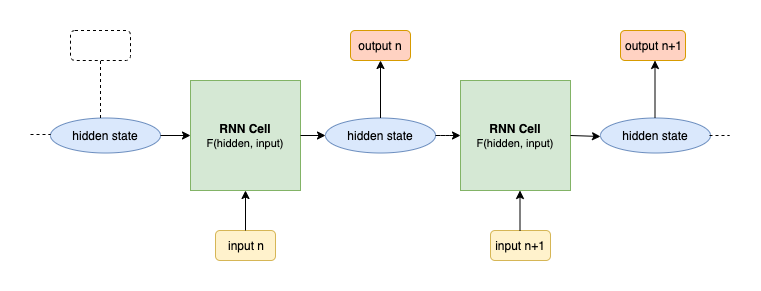 output n
output n+1
hidden state
RNN Cell
F(hidden, input)
hidden state
RNN Cell
F(hidden, input)
hidden state
input n
input n+1